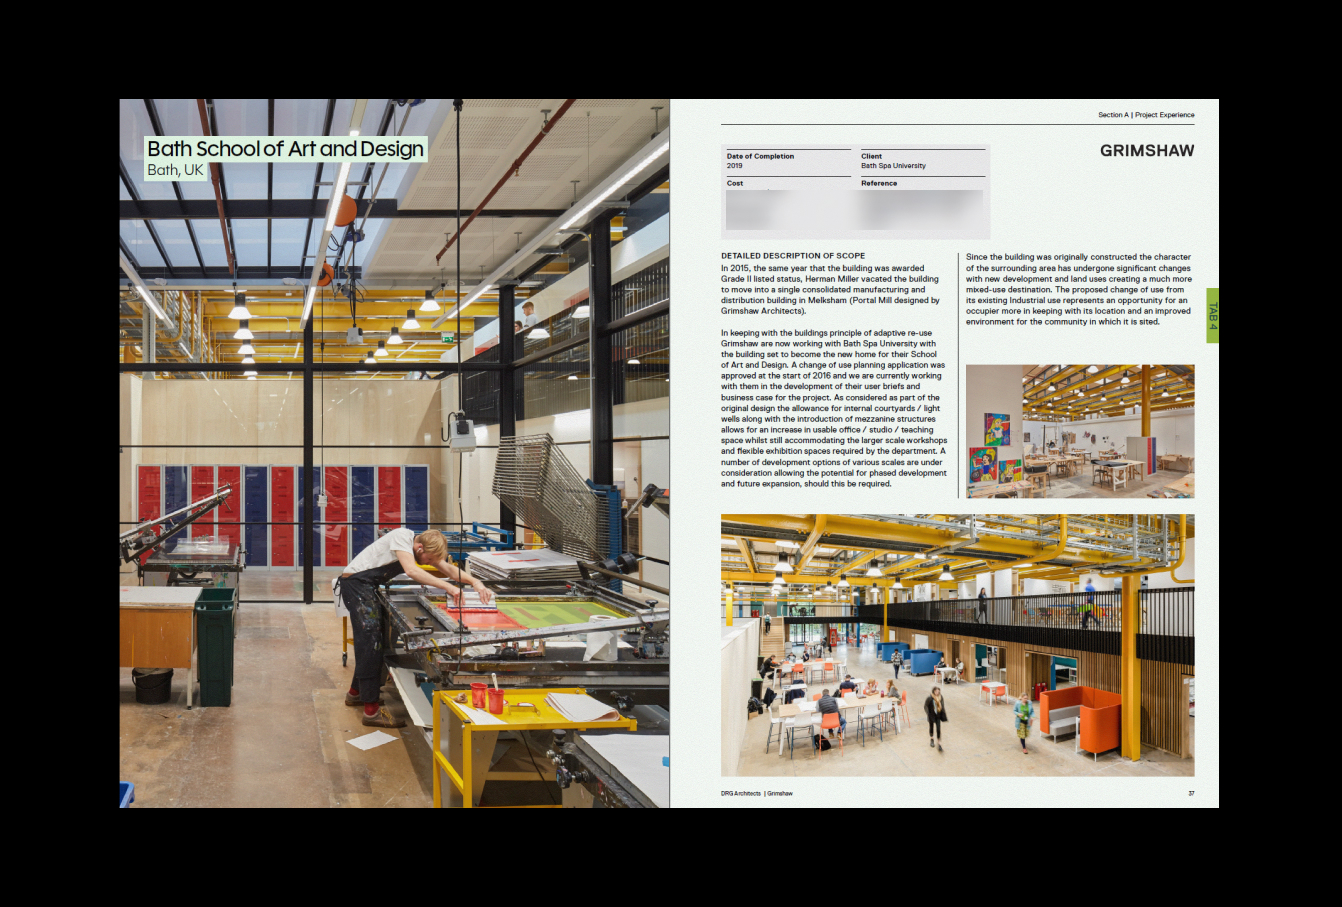 Bath School of Art and Design
Bath, UK
Section A | Project Experience
GRIMSHAW
Date of Completion
2019
Client
Bath Spa University
Cost
Reference
DETAILED DESCRIPTION OF SCOPE
In 2015, the same year that the building was awarded
Grade II listed status, Herman Miller vacated the building
to move into a single consolidated manufacturing and
distribution building in Melksham (Portal Mill designed by
Grimshaw Architects).
In keeping with the buildings principle of adaptive re-use
Grimshaw are now working with Bath Spa University with
the building set to become the new home for their School
of Art and Design. A change of use planning application was
approved at the start of 2016 and we are currently working
with them in the development of their user briefs and
business case for the project. As considered as part of the
original design the allowance for internal courtyards / light
wells along with the introduction of mezzanine structures
allows for an increase in usable office / studio / teaching
space whilst still accommodating the larger scale workshops
and flexible exhibition spaces required by the department. A
number of development options of various scales are under
consideration allowing the potential for phased development
and future expansion, should this be required.
Since the building was originally constructed the character
of the surrounding area has undergone significant changes
with new development and land uses creating a much more
mixed-use destination. The proposed change of use from
its existing Industrial use represents an opportunity for an
occupier more in keeping with its location and an improved
environment for the community in which it is sited.
TAB 4
DRG Architects | Grimshaw
37